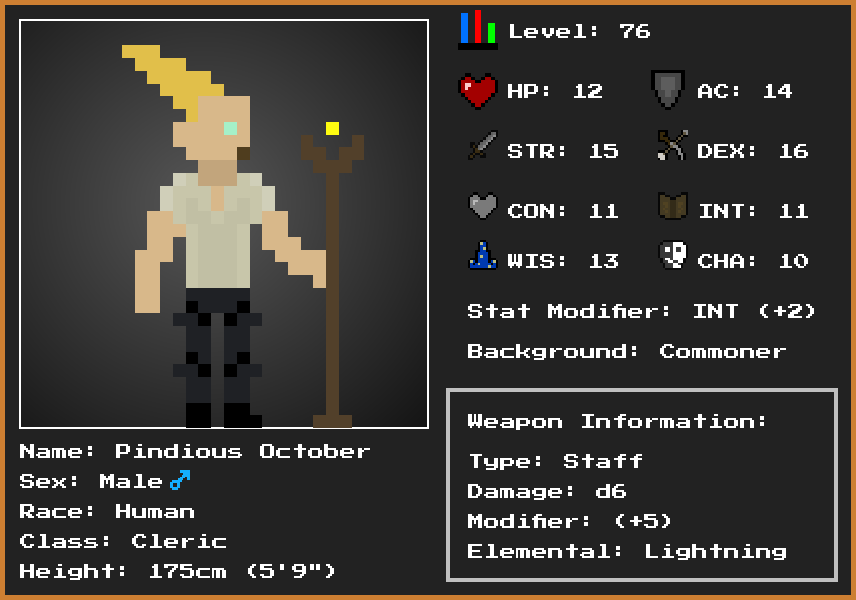 Level: 76
HP: 12 AC: 14
STR: 15 DEX: 16
CON: 11 INT: 11
WIS: 13 CHA: 10
Stat Modifier: INT (+2)
Background: Commoner
Weapon Information:
Type: Staff
Damage: d6
Modifier: (+5)
Elemental: Lightning
Name: Pindious October
Sex: Male♂
Race: Human
Class: Cleric
Height: 175cm (5'9")